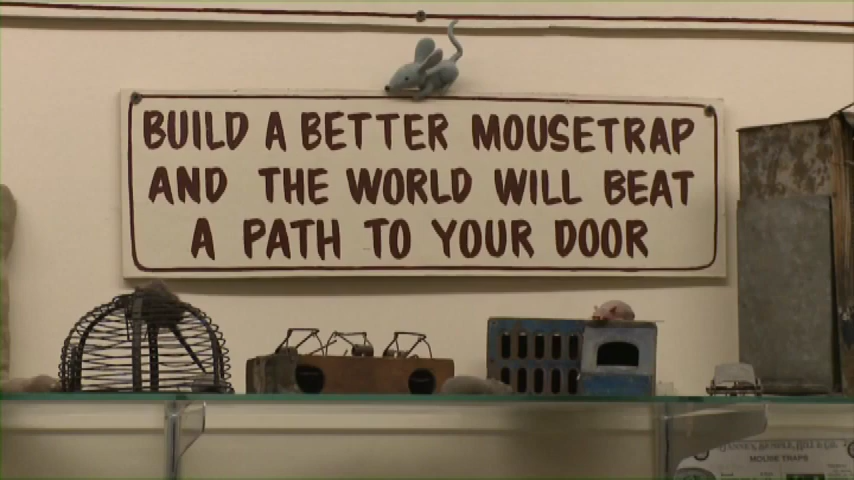 BUILD A BETTER MOUSETRAP
AND THE WORLD WILL BEAT
A PATH TO YOUR DOOR
MOUSE TRAPS